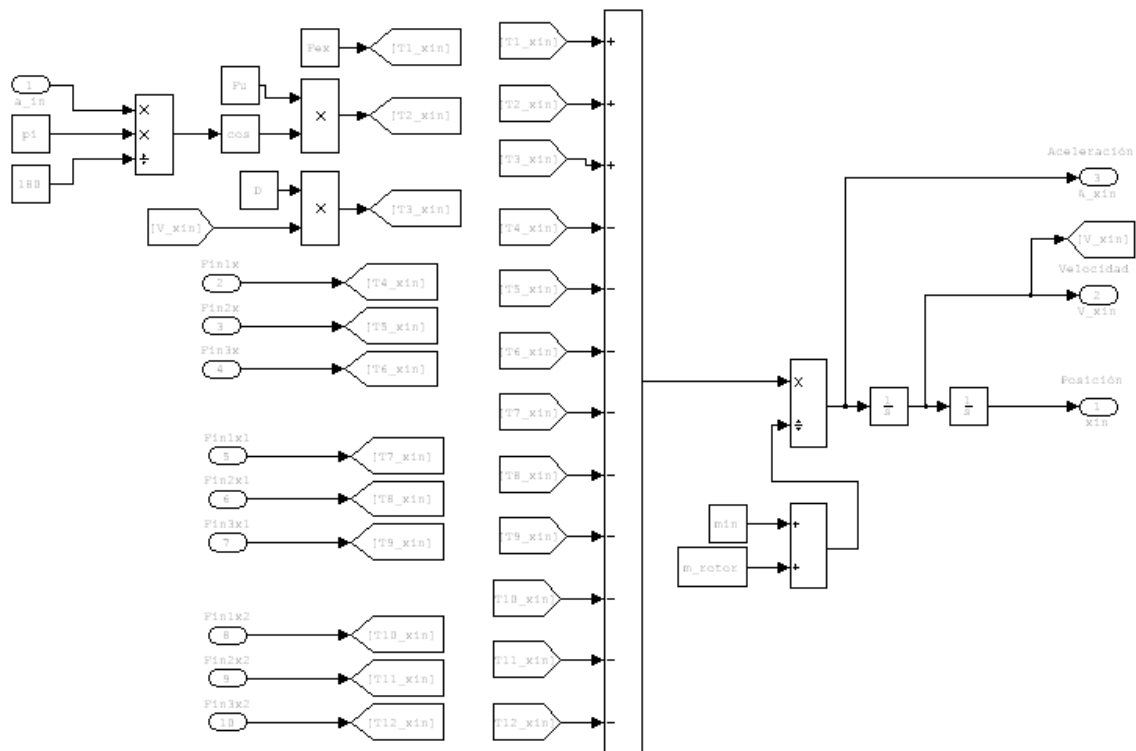 1
a_in
pi
180
cos
Fex
[T1_xin]
Fu
×
×
÷
×
[T2_xin]
D
[V_xin]
×
[T3_xin]
Fin1x
2
[T4_xin]
Fin2x
3
[T5_xin]
Fin3x
4
[T6_xin]
Fin1x1
5
[T7_xin]
Fin2x1
6
[T8_xin]
Fin3x1
7
[T9_xin]
Fin1x2
8
[T10_xin]
Fin2x2
9
[T11_xin]
Fin3x2
10
[T12_xin]
[T1_xin] +
[T2_xin] +
[T3_xin] +
[T4_xin] −
[T5_xin] −
[T6_xin] −
[T7_xin] −
[T8_xin] −
[T9_xin] −
T10_xin] −
T11_xin] −
T12_xin] −
×
÷
min +
m_rotor +
1/s
1/s
Aceleración
3
A_xin
[V_xin]
Velocidad
2
V_xin
Posición
1
xin